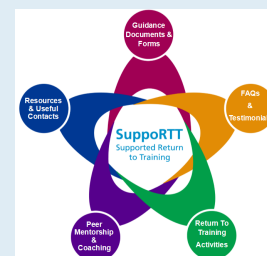 Guidance
Documents &
Forms
Resources
& Useful
Contacts
FAQs
&
Testimonial
SuppoRTT
Supported Return
to Training
Peer
Mentorship
&
Coaching
Return To
Training
Activities